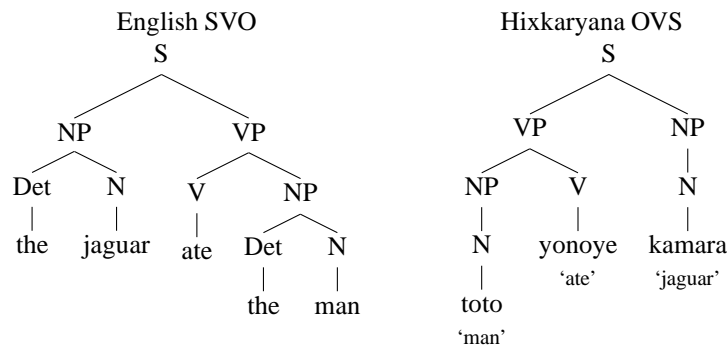 English SVO Hixkaryana OVS
S S
NP VP VP NP
Det N V NP NP V N
the jaguar ate Det N N yonoye kamara
‘ate’ ‘jaguar’
the man toto
‘man’